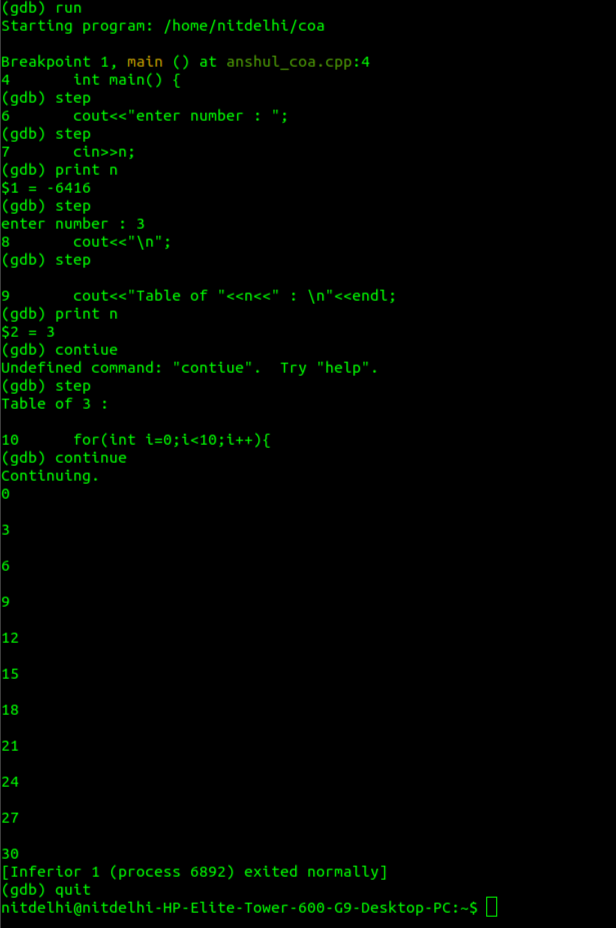 (gdb) run
Starting program: /home/nitdelhi/coa
Breakpoint 1, main () at anshul_coa.cpp:4
4       int main() {
(gdb) step
6       cout<<"enter number : ";
(gdb) step
7       cin>>n;
(gdb) print n
$1 = -6416
(gdb) step
enter number : 3
8       cout<<"\n";
(gdb) step
9       cout<<"Table of "<<n<<" : \n"<<endl;
(gdb) print n
$2 = 3
(gdb) contiue
Undefined command: "contiue".  Try "help".
(gdb) step
Table of 3 :
10      for(int i=0;i<10;i++){
(gdb) continue
Continuing.
0
3
6
9
12
15
18
21
24
27
30
[Inferior 1 (process 6892) exited normally]
(gdb) quit
nitdelhi@nitdelhi-HP-Elite-Tower-600-G9-Desktop-PC:~$